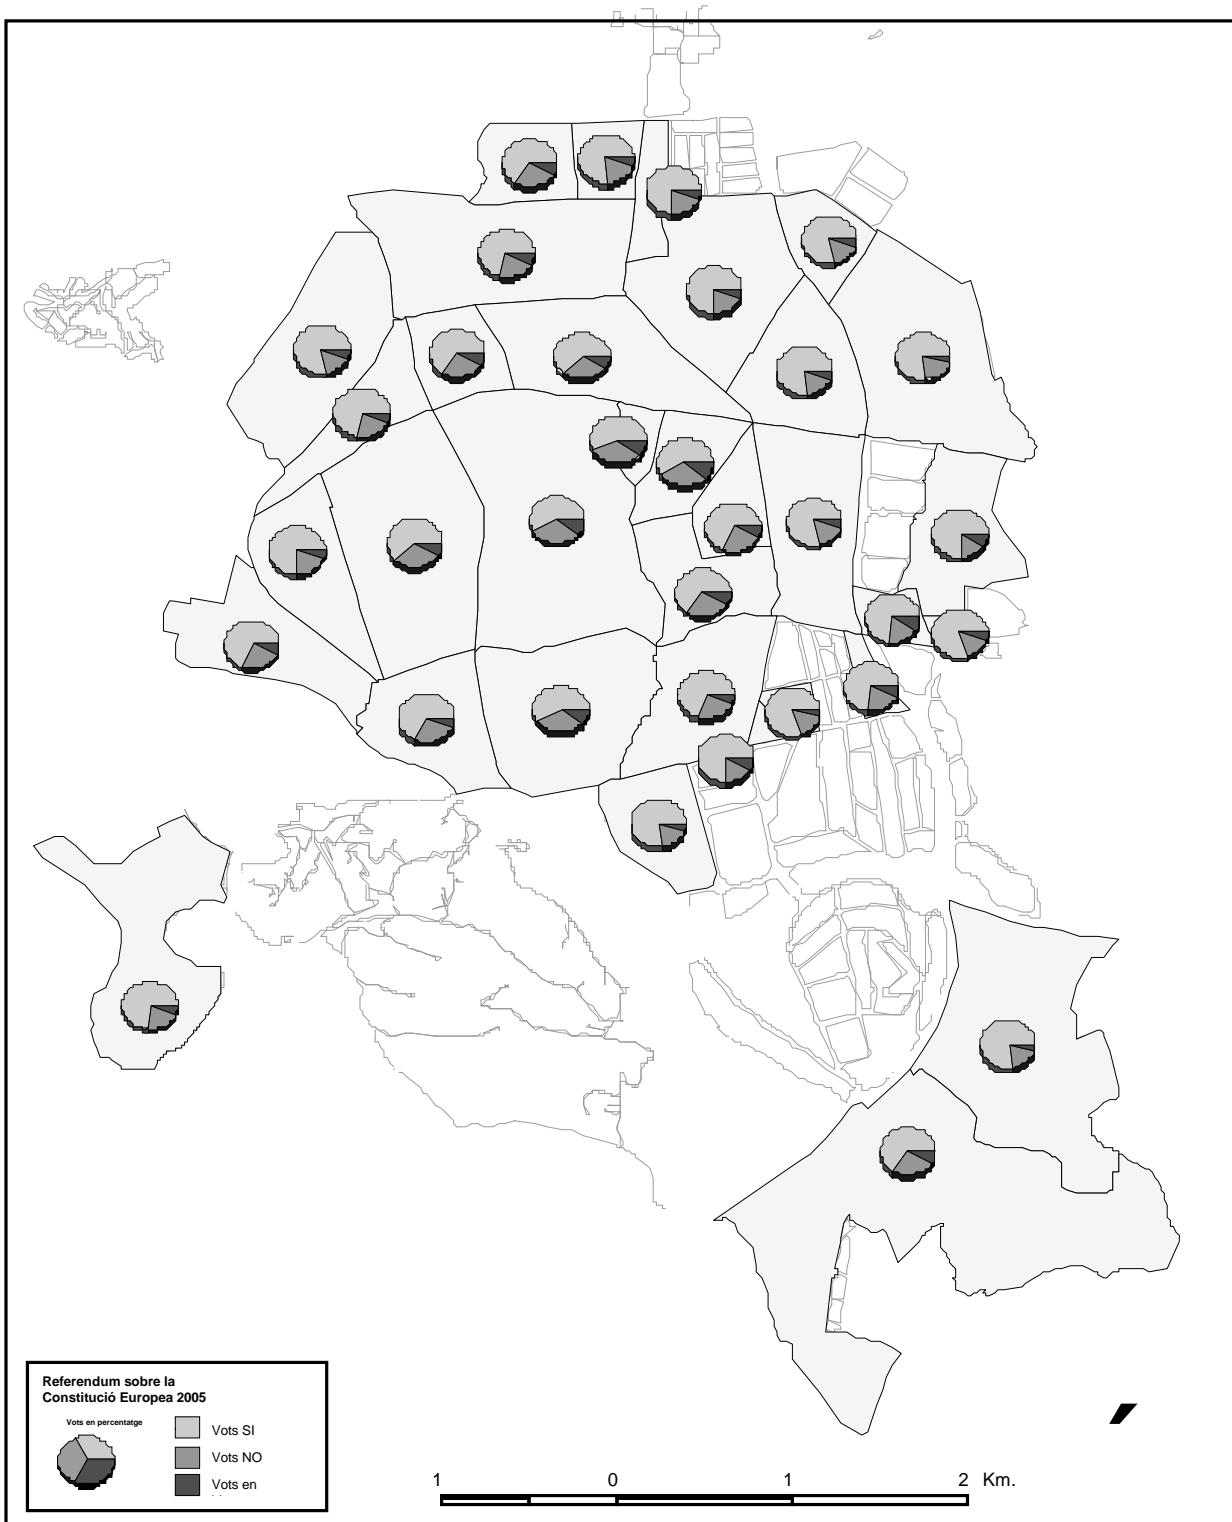 Referendum sobre la
Constitució Europea 2005
Vots en percentatge
Vots SI
Vots NO
Vots en
1 0 1 2 Km.